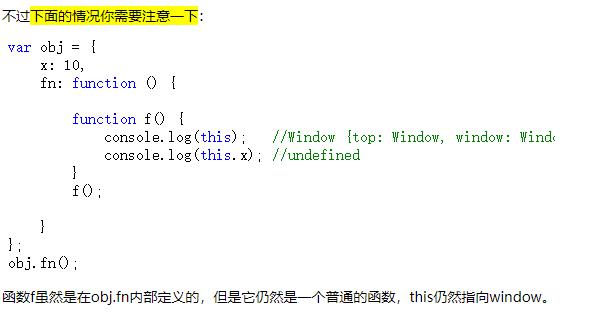 不过下面的情况你需要注意一下：
var obj = {
    x: 10,
    fn: function () {
        function f() {
            console.log(this);   //Window {top: Window, window: Wind
            console.log(this.x); //undefined
        }
        f();
    }
};
obj.fn();
函数f虽然是在obj.fn内部定义的，但是它仍然是一个普通的函数，this仍然指向window。